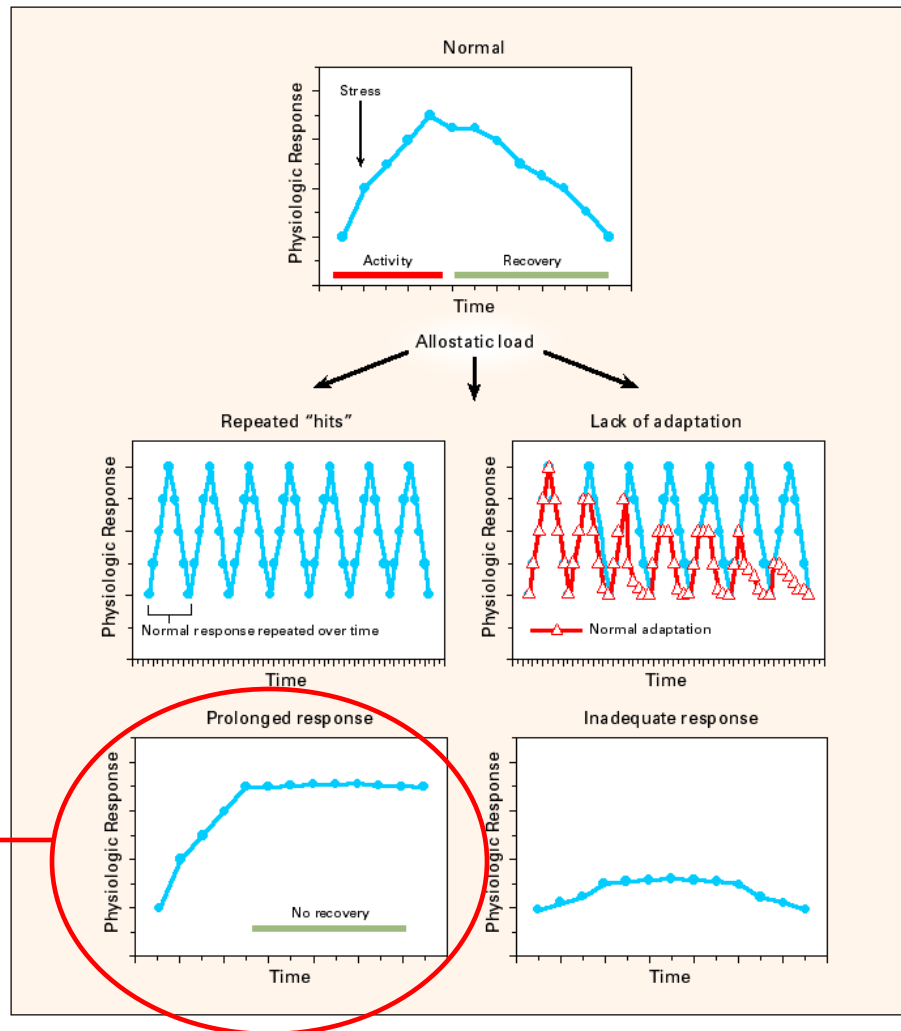 Normal
Stress
Physiologic Response
Activity
Recovery
Time
Allostatic load
Repeated “hits”
Physiologic Response
Normal response repeated over time
Time
Lack of adaptation
Physiologic Response
Normal adaptation
Time
Prolonged response
Physiologic Response
No recovery
Time
Inadequate response
Physiologic Response
Time